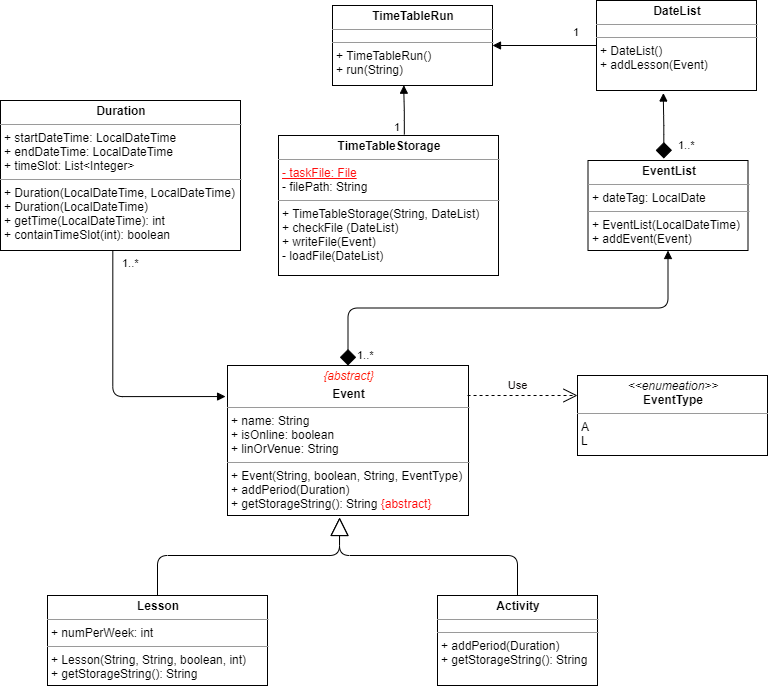 TimeTableRun
+ TimeTableRun()
+ run(String)
DateList
+ DateList()
+ addLesson(Event)
1
Duration
+ startDateTime: LocalDateTime
+ endDateTime: LocalDateTime
+ timeSlot: List<Integer>
+ Duration(LocalDateTime, LocalDateTime)
+ Duration(LocalDateTime)
+ getTime(LocalDateTime): int
+ containTimeSlot(int): boolean
1..*
1
TimeTableStorage
- taskFile: File
- filePath: String
+ TimeTableStorage(String, DateList)
+ checkFile (DateList)
+ writeFile(Event)
- loadFile(DateList)
1..*
EventList
+ dateTag: LocalDate
+ EventList(LocalDateTime)
+ addEvent(Event)
1..*
{abstract}
Event
+ name: String
+ isOnline: boolean
+ linOrVenue: String
+ Event(String, boolean, String, EventType)
+ addPeriod(Duration)
+ getStorageString(): String {abstract}
Use
<<enumeation>>
EventType
A
L
Lesson
+ numPerWeek: int
+ Lesson(String, String, boolean, int)
+ getStorageString(): String
Activity
+ addPeriod(Duration)
+ getStorageString(): String